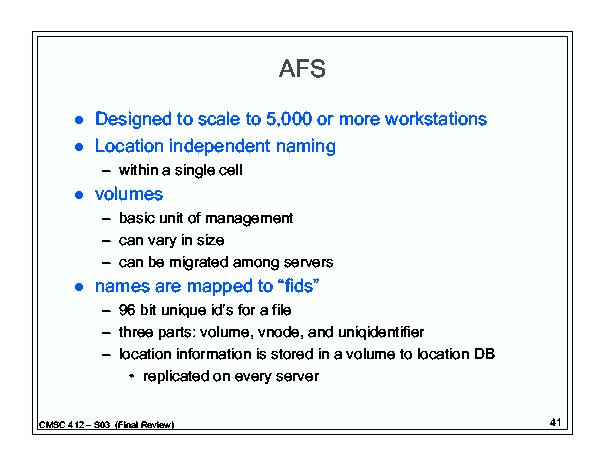 AFS
● Designed to scale to 5,000 or more workstations
● Location independent naming
– within a single cell
● volumes
– basic unit of management
– can vary in size
– can be migrated among servers
● names are mapped to “fids”
– 96 bit unique id’s for a file
– three parts: volume, vnode, and uniqidentifier
– location information is stored in a volume to location DB
• replicated on every server
CMSC 412 – S03 (Final Review)
41